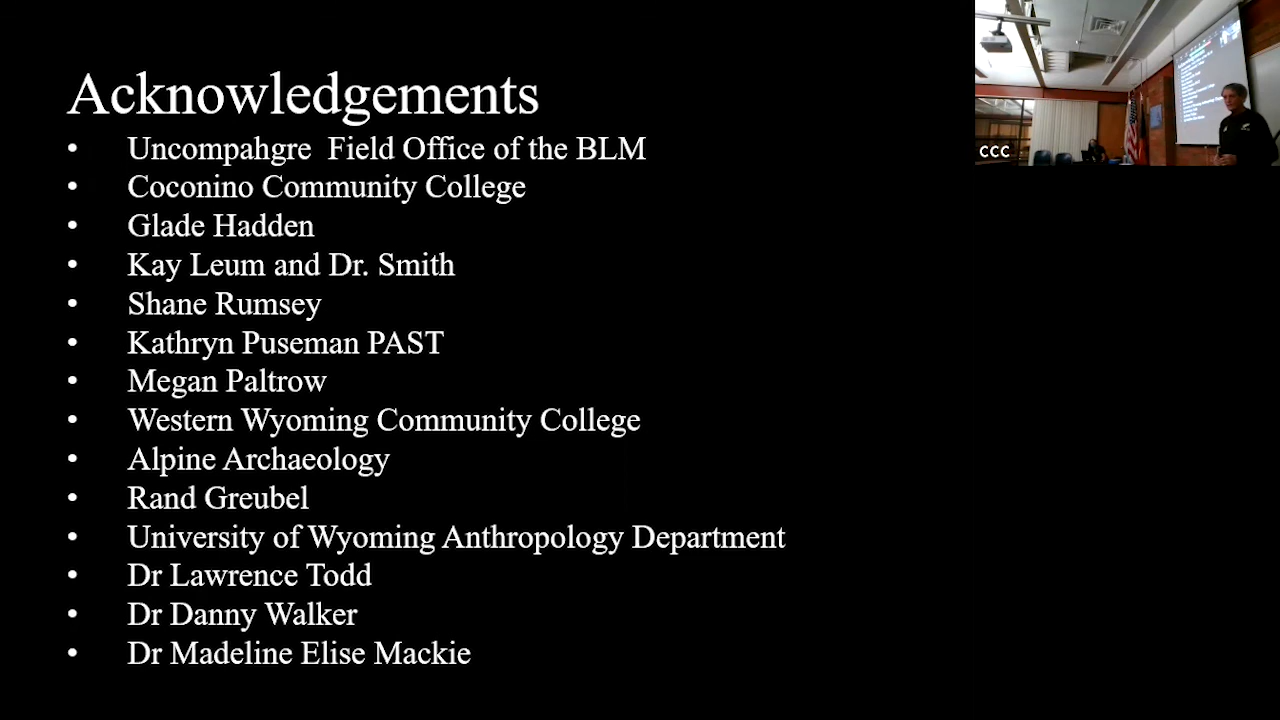 Acknowledgements
• Uncompahgre Field Office of the BLM
• Coconino Community College
• Glade Hadden
• Kay Leum and Dr. Smith
• Shane Rumsey
• Kathryn Puseman PAST
• Megan Paltrow
• Western Wyoming Community College
• Alpine Archaeology
• Rand Greubel
• University of Wyoming Anthropology Department
• Dr Lawrence Todd
• Dr Danny Walker
• Dr Madeline Elise Mackie
CCC